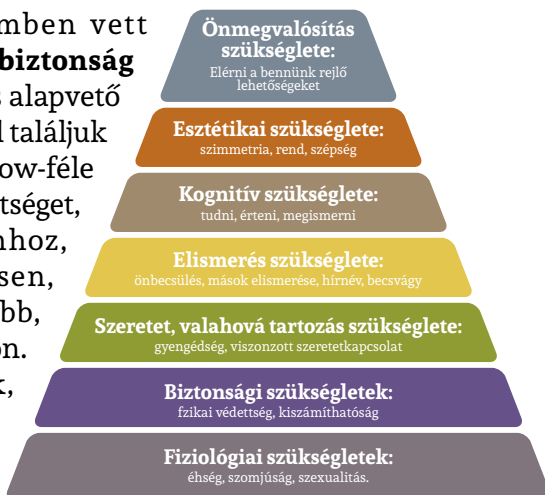 mben vett
biztonság
s alapvető
l találjuk
ow-féle
tséget,
nhoz,
sen,
bb,
on.
k,
Önmegvalósítás
szükséglete:
Elérni a bennünk rejlő
lehetőségeket
Esztétikai szükséglete:
szimmetria, rend, szépség
Kognitív szükséglete:
tudni, érteni, megismerni
Elismerés szükséglete:
önbecsülés, mások elismerése, hírnév, becsvágy
Szeretet, valahová tartozás szükséglete:
gyengédség, viszonzott szeretetkapcsolat
Biztonsági szükségletek:
fzikai védettség, kiszámíthatóság
Fiziológiai szükségletek:
éhség, szomjúság, szexualitás.